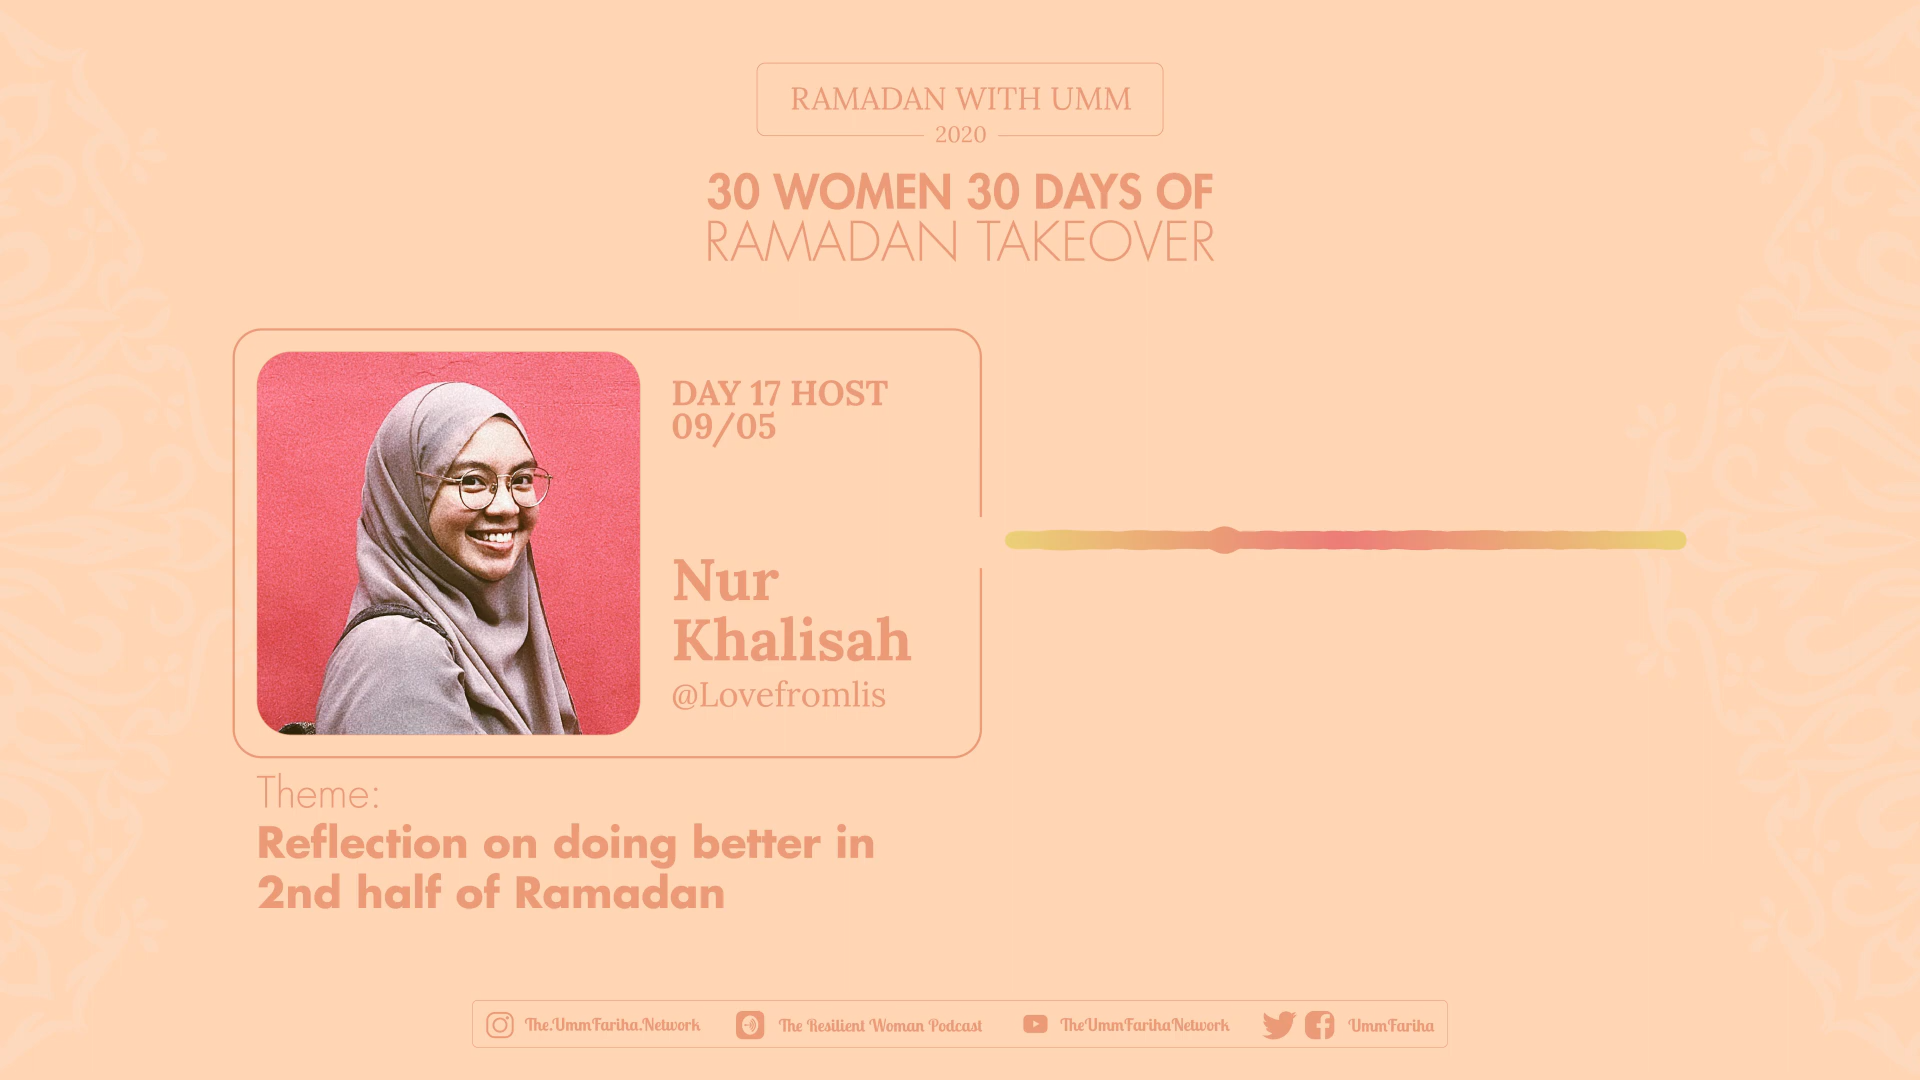 RAMADAN WITH UMM
2020
30 WOMEN 30 DAYS OF
RAMADAN TAKEOVER
DAY 17 HOST
09/05
Nur
Khalisah
@Lovefromlis
Theme:
Reflection on doing better in
2nd half of Ramadan
The.UmmFariha.Network
The Resilient Woman Podcast
TheUmmFarihaNetwork
UmmFariha